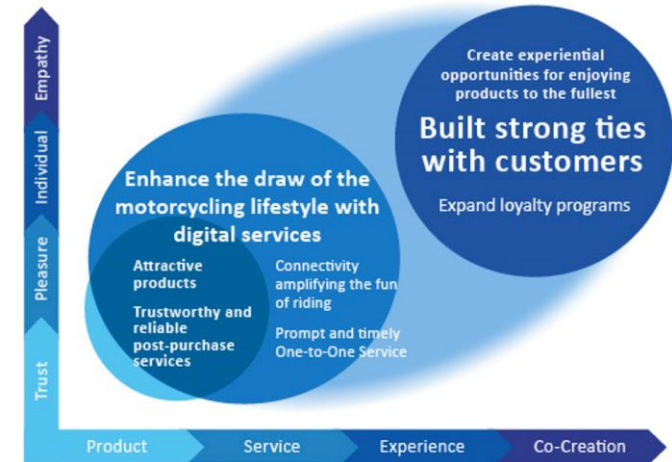 Empathy
Individual
Pleasure
Trust
Create experiential
opportunities for enjoying
products to the fullest
Built strong ties
with customers
Expand loyalty programs
Enhance the draw of the
motorcycling lifestyle with
digital services
Attractive
products
Trustworthy and
reliable
post-purchase
services
Connectivity
amplifying the fun
of riding
Prompt and timely
One-to-One Service
Product
Service
Experience
Co-Creation